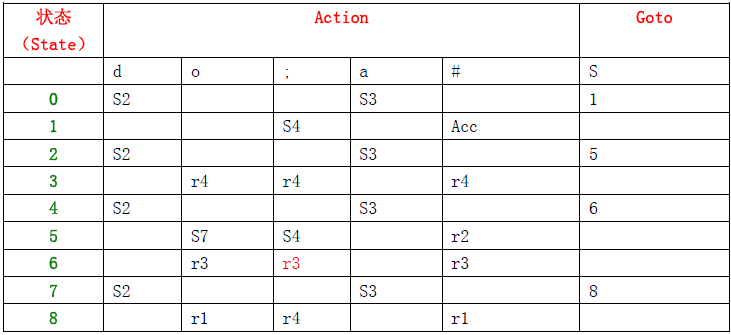 状态 Action Goto
(State)
d o ; a # S
0 S2 S3 1
1 S4 Acc
2 S2 S3 5
3 r4 r4 r4
4 S2 S3 6
5 S7 S4 r2
6 r3 r3 r3
7 S2 S3 8
8 r1 r4 r1